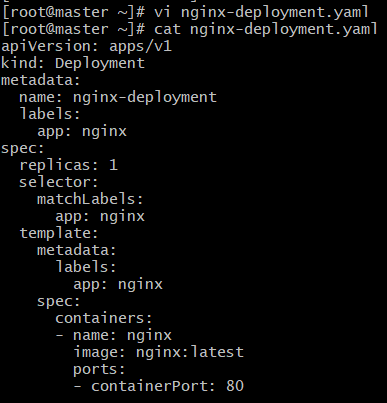 [root@master ~]# vi nginx-deployment.yaml
[root@master ~]# cat nginx-deployment.yaml
apiVersion: apps/v1
kind: Deployment
metadata:
  name: nginx-deployment
  labels:
    app: nginx
spec:
  replicas: 1
  selector:
    matchLabels:
      app: nginx
  template:
    metadata:
      labels:
        app: nginx
    spec:
      containers:
      - name: nginx
        image: nginx:latest
        ports:
        - containerPort: 80